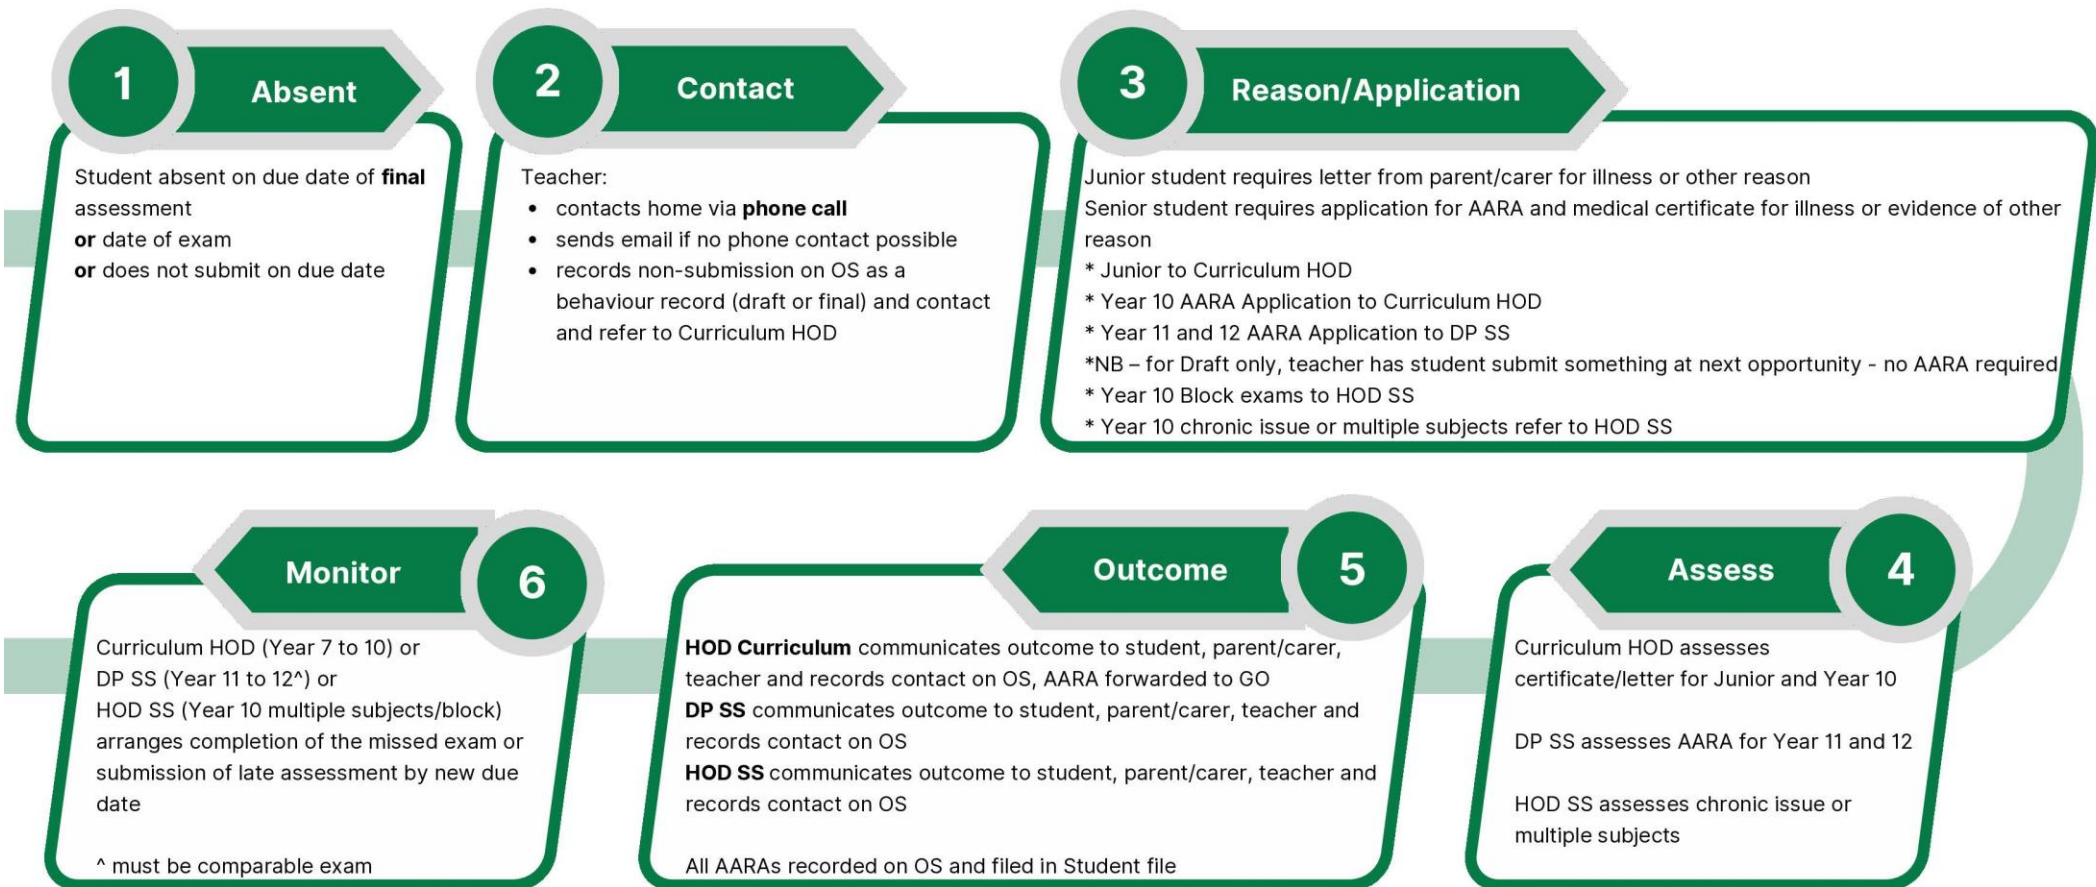 1
Absent
Student absent on due date of final
assessment
or date of exam
or does not submit on due date
2
Contact
Teacher:
• contacts home via phone call
• sends email if no phone contact possible
• records non-submission on OS as a
behaviour record (draft or final) and contact
and refer to Curriculum HOD
3
Reason/Application
Junior student requires letter from parent/carer for illness or other reason
Senior student requires application for AARA and medical certificate for illness or evidence of other
reason
* Junior to Curriculum HOD
* Year 10 AARA Application to Curriculum HOD
* Year 11 and 12 AARA Application to DP SS
*NB – for Draft only, teacher has student submit something at next opportunity - no AARA required
* Year 10 Block exams to HOD SS
* Year 10 chronic issue or multiple subjects refer to HOD SS
4
Assess
Curriculum HOD assesses
certificate/letter for Junior and Year 10
DP SS assesses AARA for Year 11 and 12
HOD SS assesses chronic issue or
multiple subjects
5
Outcome
HOD Curriculum communicates outcome to student, parent/carer,
teacher and records contact on OS, AARA forwarded to GO
DP SS communicates outcome to student, parent/carer, teacher and
records contact on OS
HOD SS communicates outcome to student, parent/carer, teacher and
records contact on OS
All AARAs recorded on OS and filed in Student file
6
Monitor
Curriculum HOD (Year 7 to 10) or
DP SS (Year 11 to 12^) or
HOD SS (Year 10 multiple subjects/block)
arranges completion of the missed exam or
submission of late assessment by new due
date
^ must be comparable exam